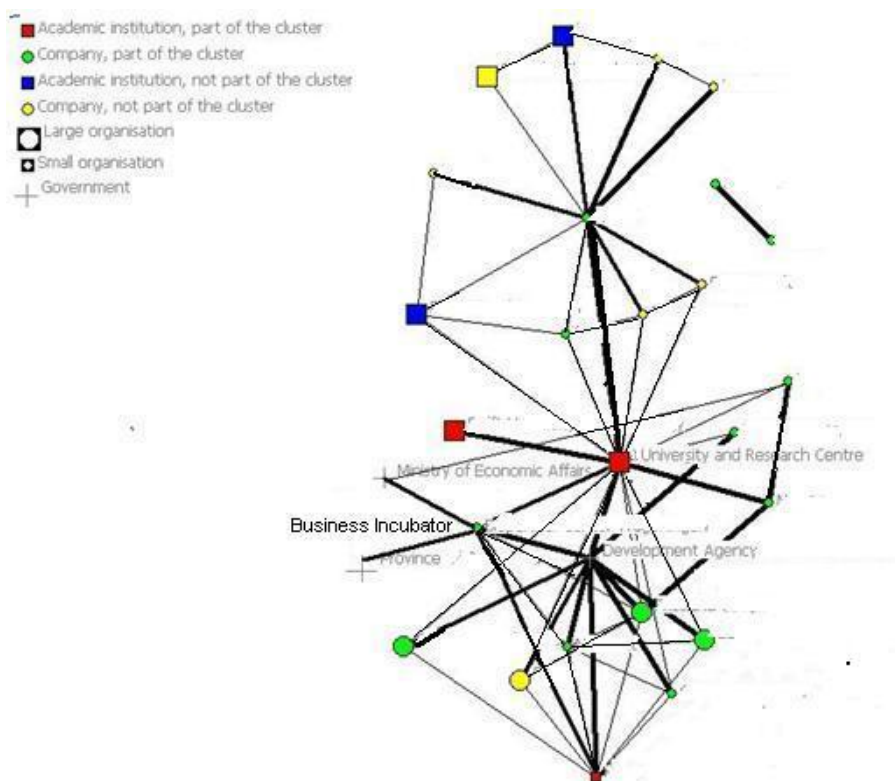 Academic institution, part of the cluster
Company, part of the cluster
Academic institution, not part of the cluster
Company, not part of the cluster
Large organisation
Small organisation
Government
University and Research Centre
Ministry of Economic Affairs
Business Incubator
Development Agency
Province